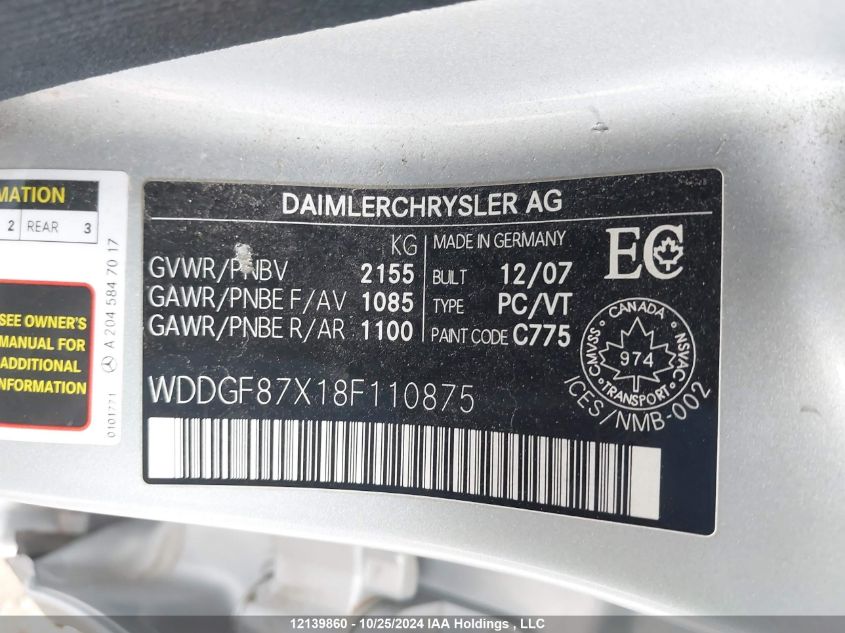 MATION
2 REAR 3
SEE OWNER'S
MANUAL FOR
ADDITIONAL
INFORMATION
A 204 584 70 17
0101771
DAIMLERCHRYSLER AG
KG
GVWR/PNBV 2155
GAWR/PNBE F/AV 1085
GAWR/PNBE R/AR 1100
MADE IN GERMANY
BUILT 12/07
TYPE PC/VT
PAINT CODE C775
EC
CANADA
CMVSS 974 NSVAC
TRANSPORT
ICES/NMB-002
WDDGF87X18F110875
12139860 - 10/25/2024 IAA Holdings , LLC